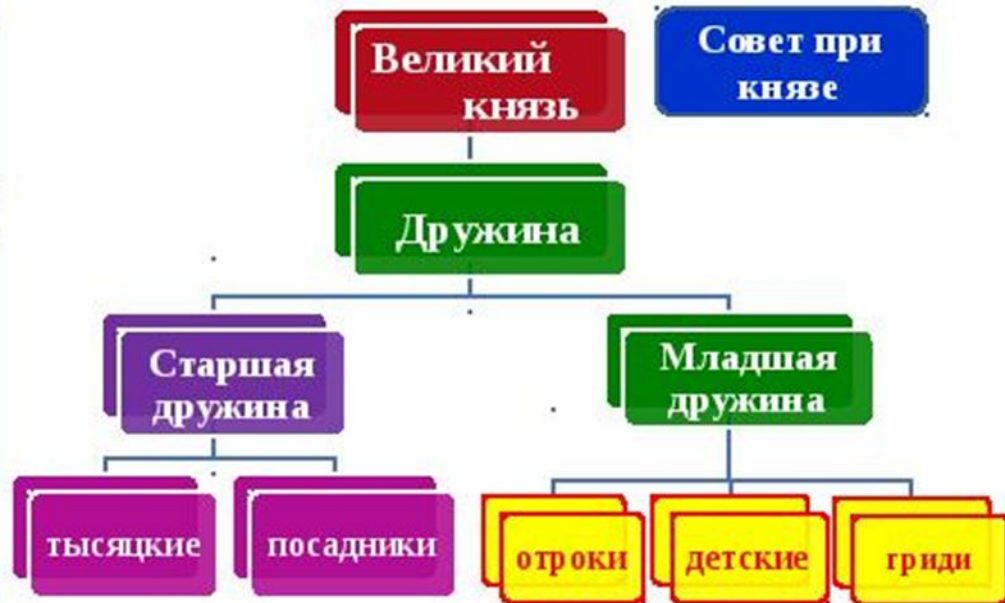 Великий
князь
Совет при
князе
Дружина
Старшая
дружина
Младшая
дружина
тысяцкие
посадники
отроки
детские
гриди